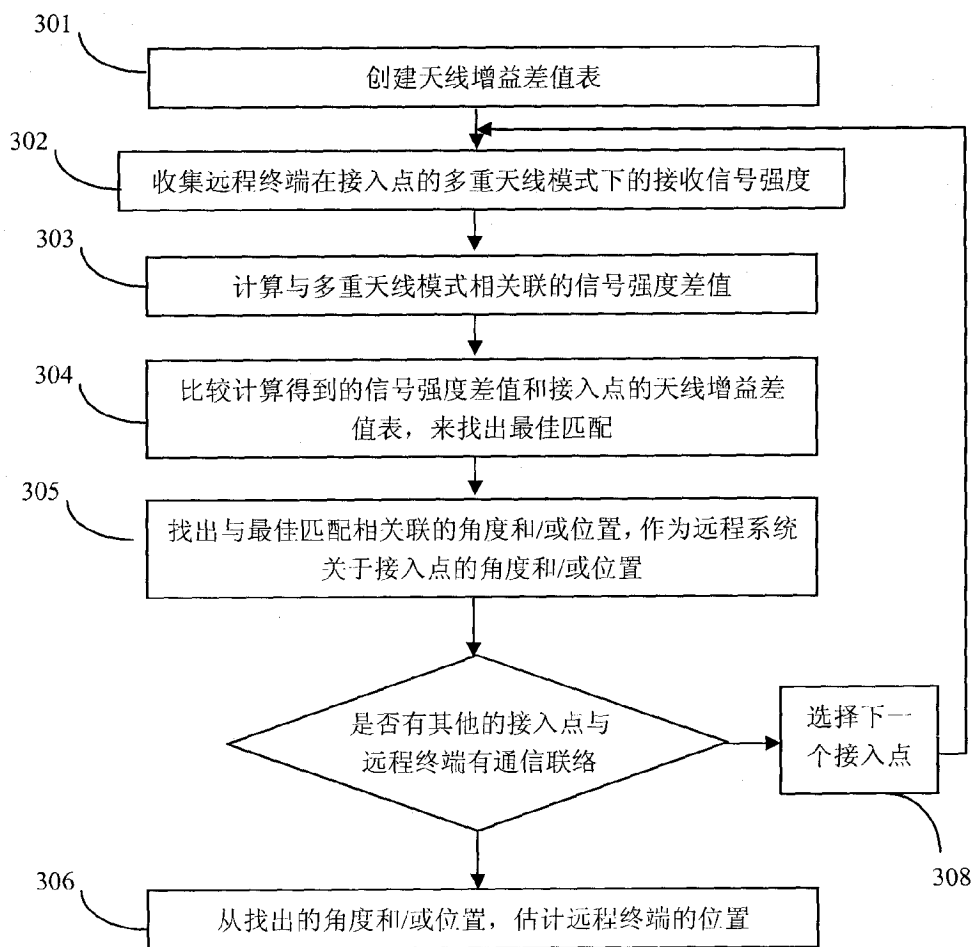 301
创建天线增益差值表
302
收集远程终端在接入点的多重天线模式下的接收信号强度
303
计算与多重天线模式相关联的信号强度差值
304
比较计算得到的信号强度差值和接入点的天线增益差
值表，来找出最佳匹配
305
找出与最佳匹配相关联的角度和/或位置，作为远程系统
关于接入点的角度和/或位置
是否有其他的接入点与
远程终端有通信联络
选择下一
个接入点
308
306
从找出的角度和/或位置，估计远程终端的位置